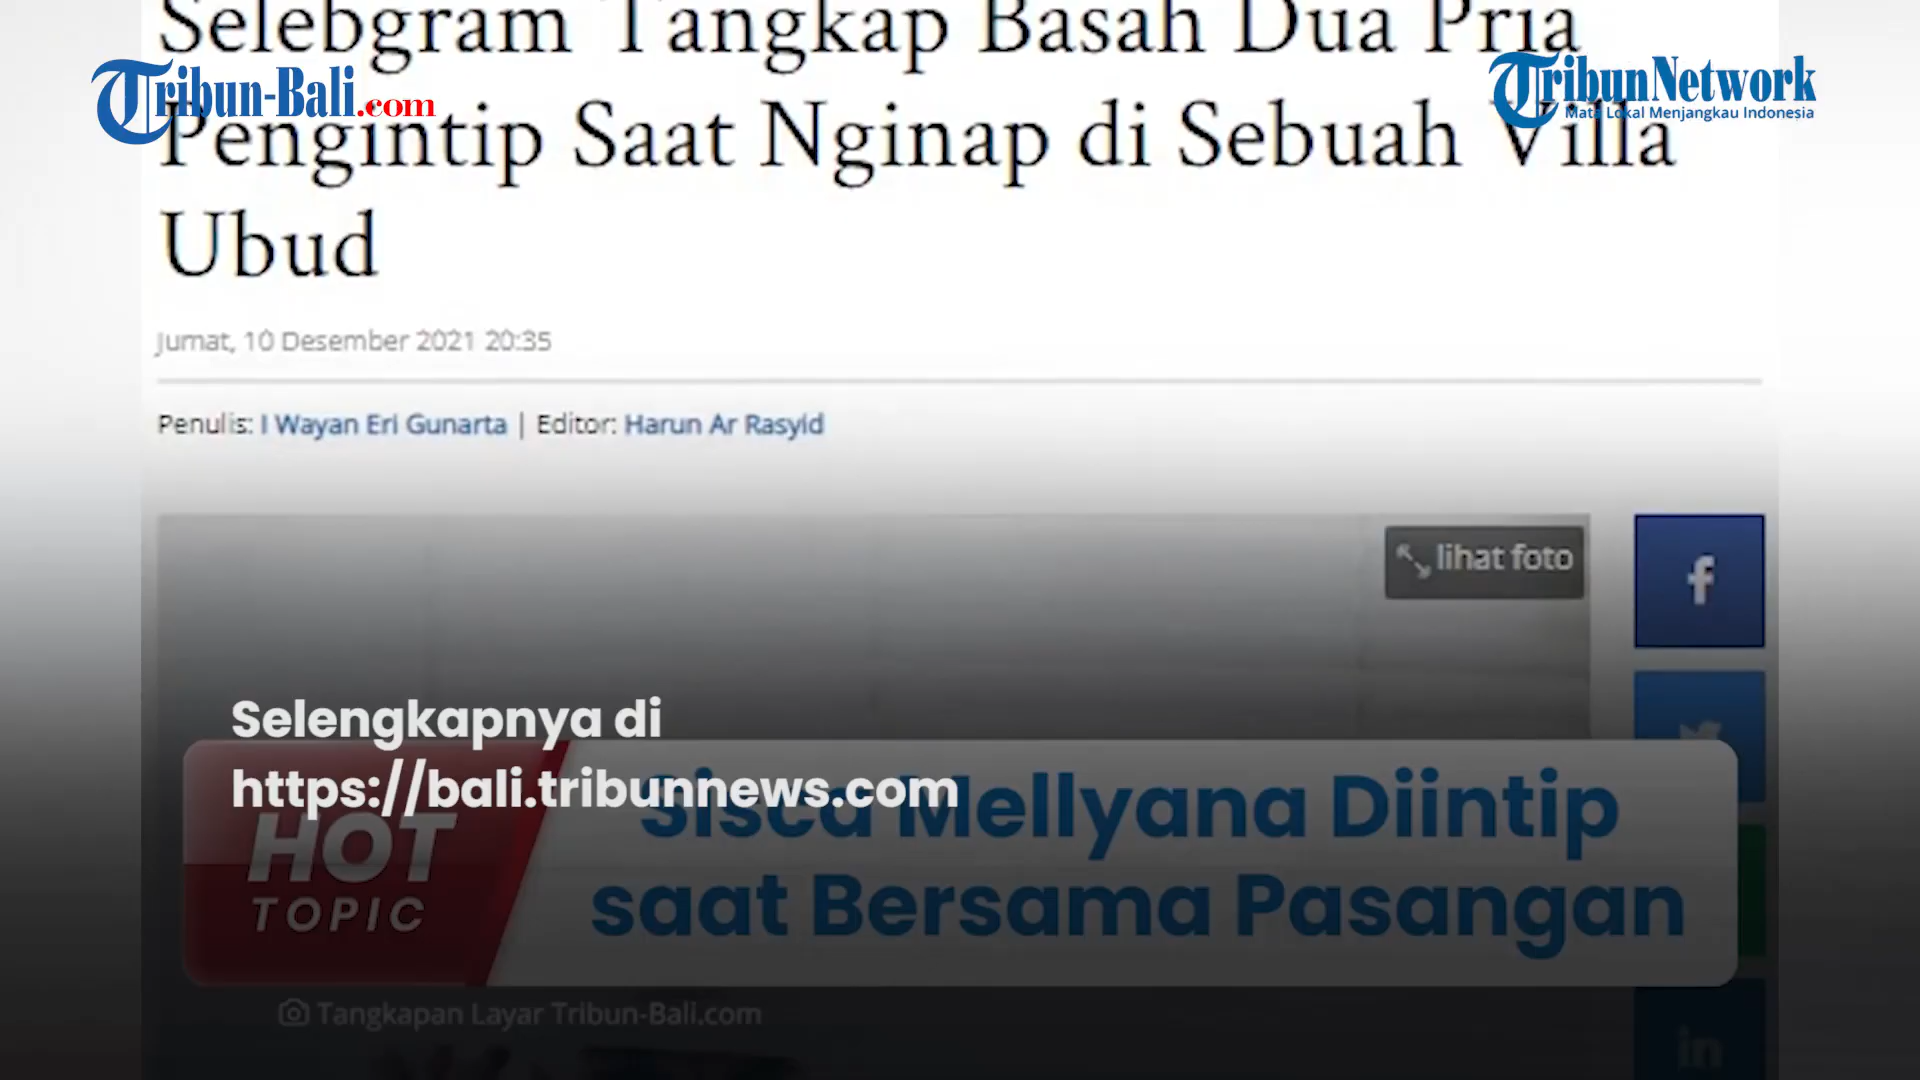 Selebgram Tangkap Basah Dua Pria
Tribun-Bali.com
TribunNetwork
Mata Lokal Menjangkau Indonesia
Pengintip Saat Nginap di Sebuah Villa
Ubud
Jumat, 10 Desember 2021 20:35
Penulis: I Wayan Eri Gunarta | Editor: Harun Ar Rasyid
lihat foto
f
Selengkapnya di
https://bali.tribunnews.com
HOT
TOPIC
Sisca Mellyana Diintip
saat Bersama Pasangan
Tangkapan Layar Tribun-Bali.com
in